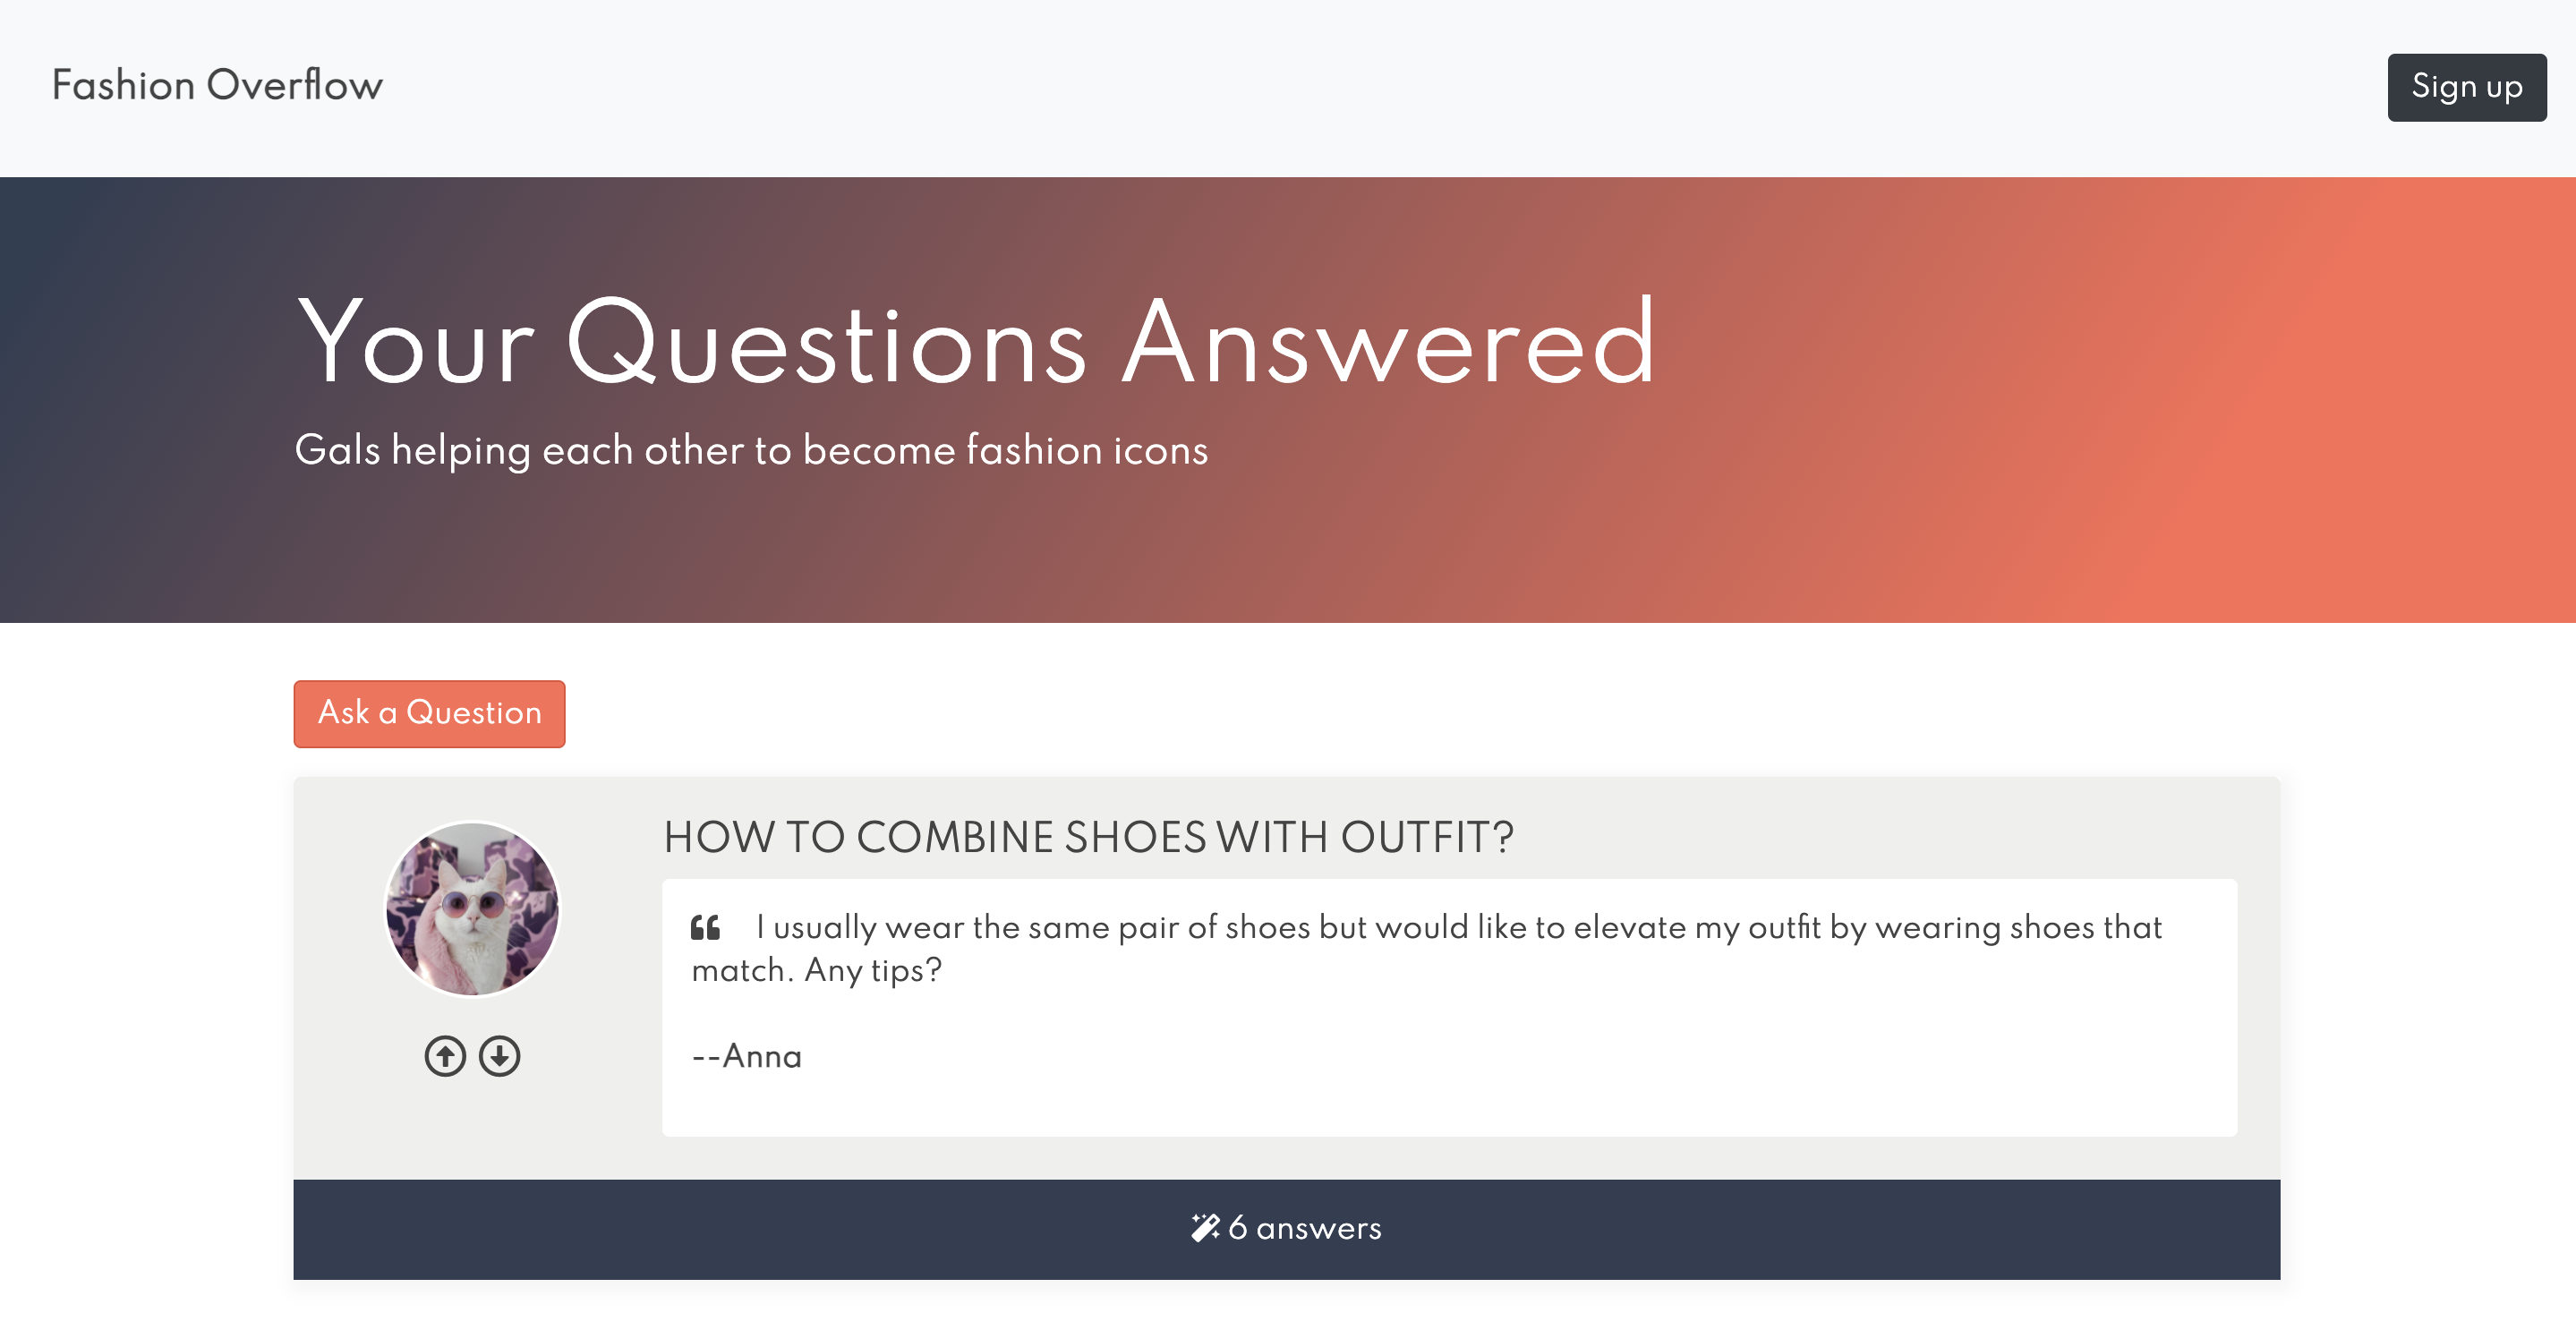 Fashion Overflow
Sign up
Your Questions Answered
Gals helping each other to become fashion icons
Ask a Question
HOW TO COMBINE SHOES WITH OUTFIT?
“ I usually wear the same pair of shoes but would like to elevate my outfit by wearing shoes that
match. Any tips?
--Anna
6 answers